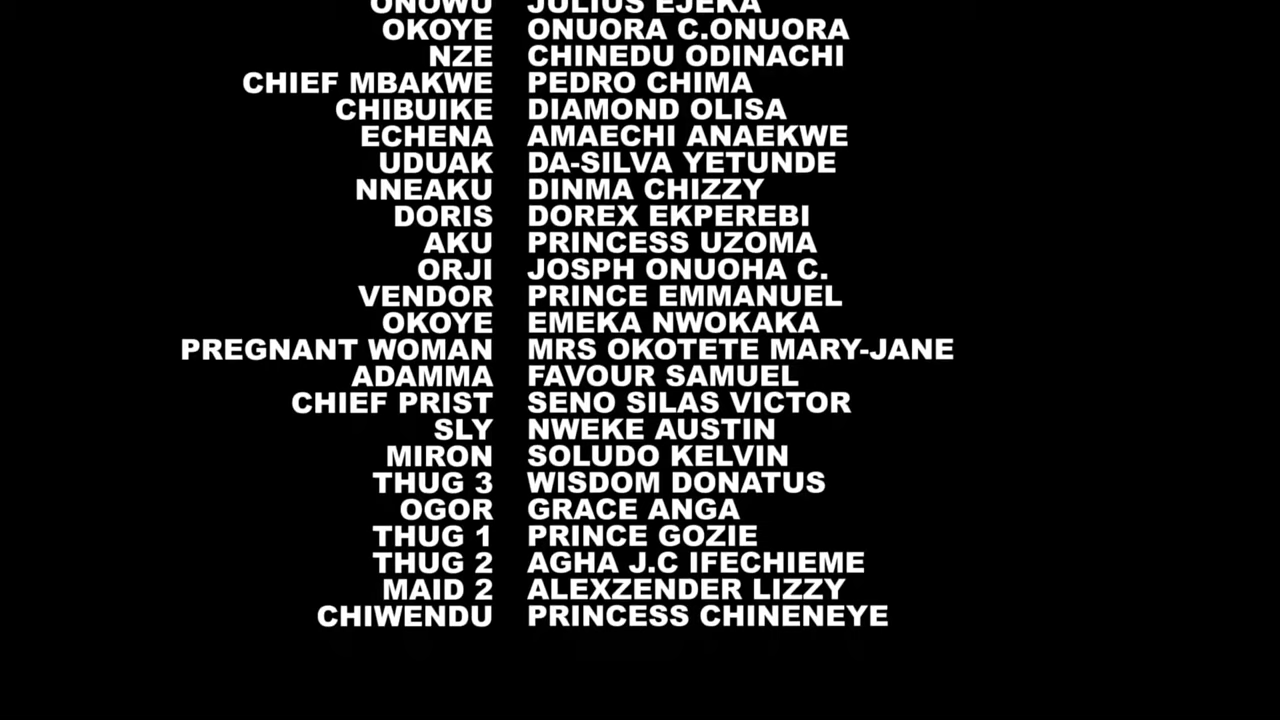 ONOWU JULIUS EJEKA
OKOYE ONUORA C.ONUORA
NZE CHINEDU ODINACHI
CHIEF MBAKWE PEDRO CHIMA
CHIBUIKE DIAMOND OLISA
ECHENA AMAECHI ANAEKWE
UDUAK DA-SILVA YETUNDE
NNEAKU DINMA CHIZZY
DORIS DOREX EKPEREBI
AKU PRINCESS UZOMA
ORJI JOSPH ONUOHA C.
VENDOR PRINCE EMMANUEL
OKOYE EMEKA NWOKAKA
PREGNANT WOMAN MRS OKOTETE MARY-JANE
ADAMMA FAVOUR SAMUEL
CHIEF PRIST SENO SILAS VICTOR
SLY NWEKE AUSTIN
MIRON SOLUDO KELVIN
THUG 3 WISDOM DONATUS
OGOR GRACE ANGA
THUG 1 PRINCE GOZIE
THUG 2 AGHA J.C IFECHIEME
MAID 2 ALEXZENDER LIZZY
CHIWENDU PRINCESS CHINENEYE